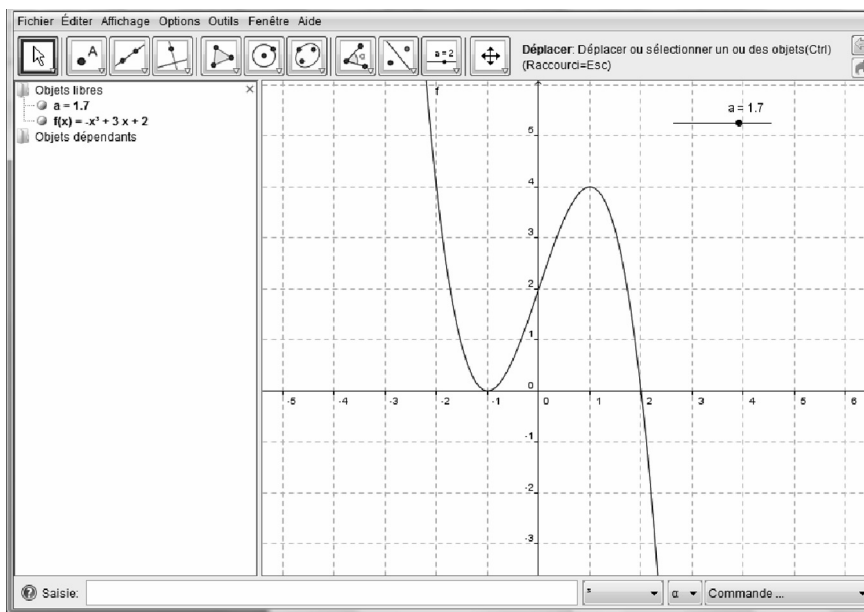 Fichier Éditer Affichage Options Outils Fenêtre Aide
A
a = 2
Déplacer: Déplacer ou sélectionner un ou des objets(Ctrl)
(Raccourci=Esc)
Objets libres
a = 1.7
f(x) = -x³ + 3 x + 2
Objets dépendants
f
a = 1.7
5
4
3
2
1
0
-5 -4 -3 -2 -1 0 1 2 3 4 5 6
-1
-2
-3
Saisie:
α
Commande ...